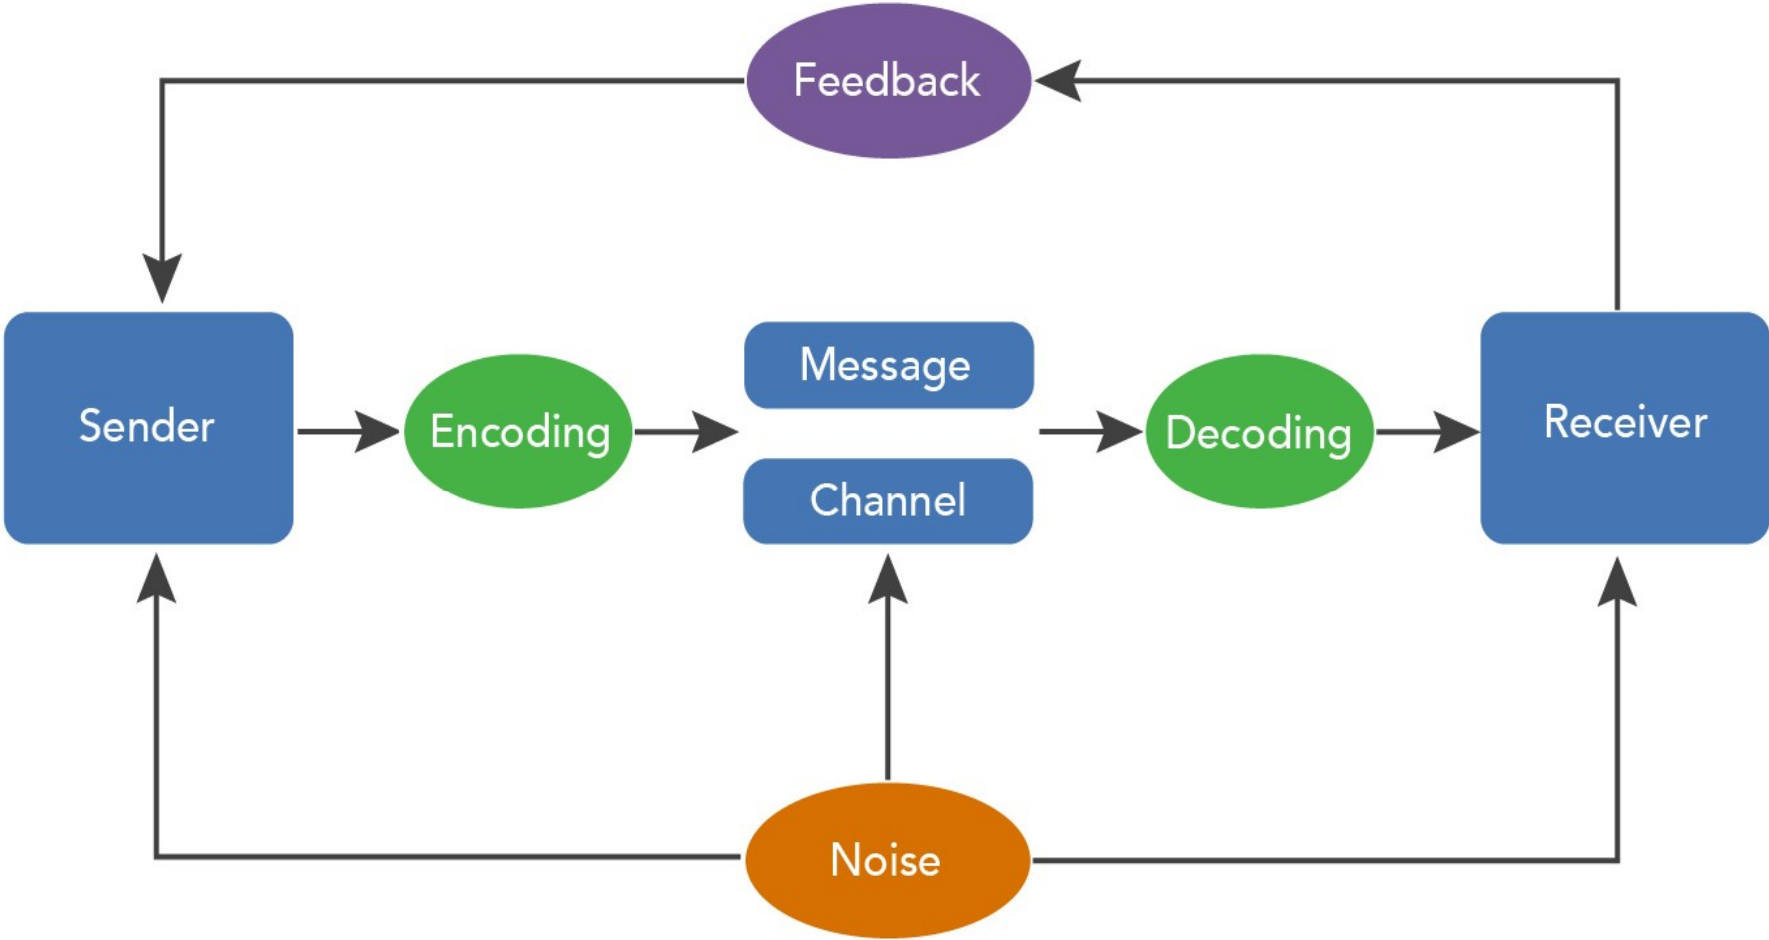 Feedback
Message
Sender
Encoding
Decoding
Receiver
Channel
Noise